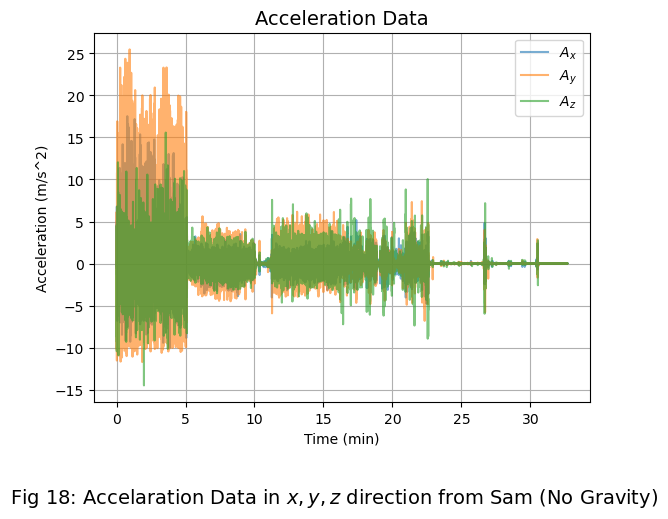 Acceleration Data
A_x
A_y
A_z
Acceleration (m/s^2)
25
20
15
10
5
0
−5
−10
−15
0 5 10 15 20 25 30
Time (min)
Fig 18: Accelaration Data in x, y, z direction from Sam (No Gravity)